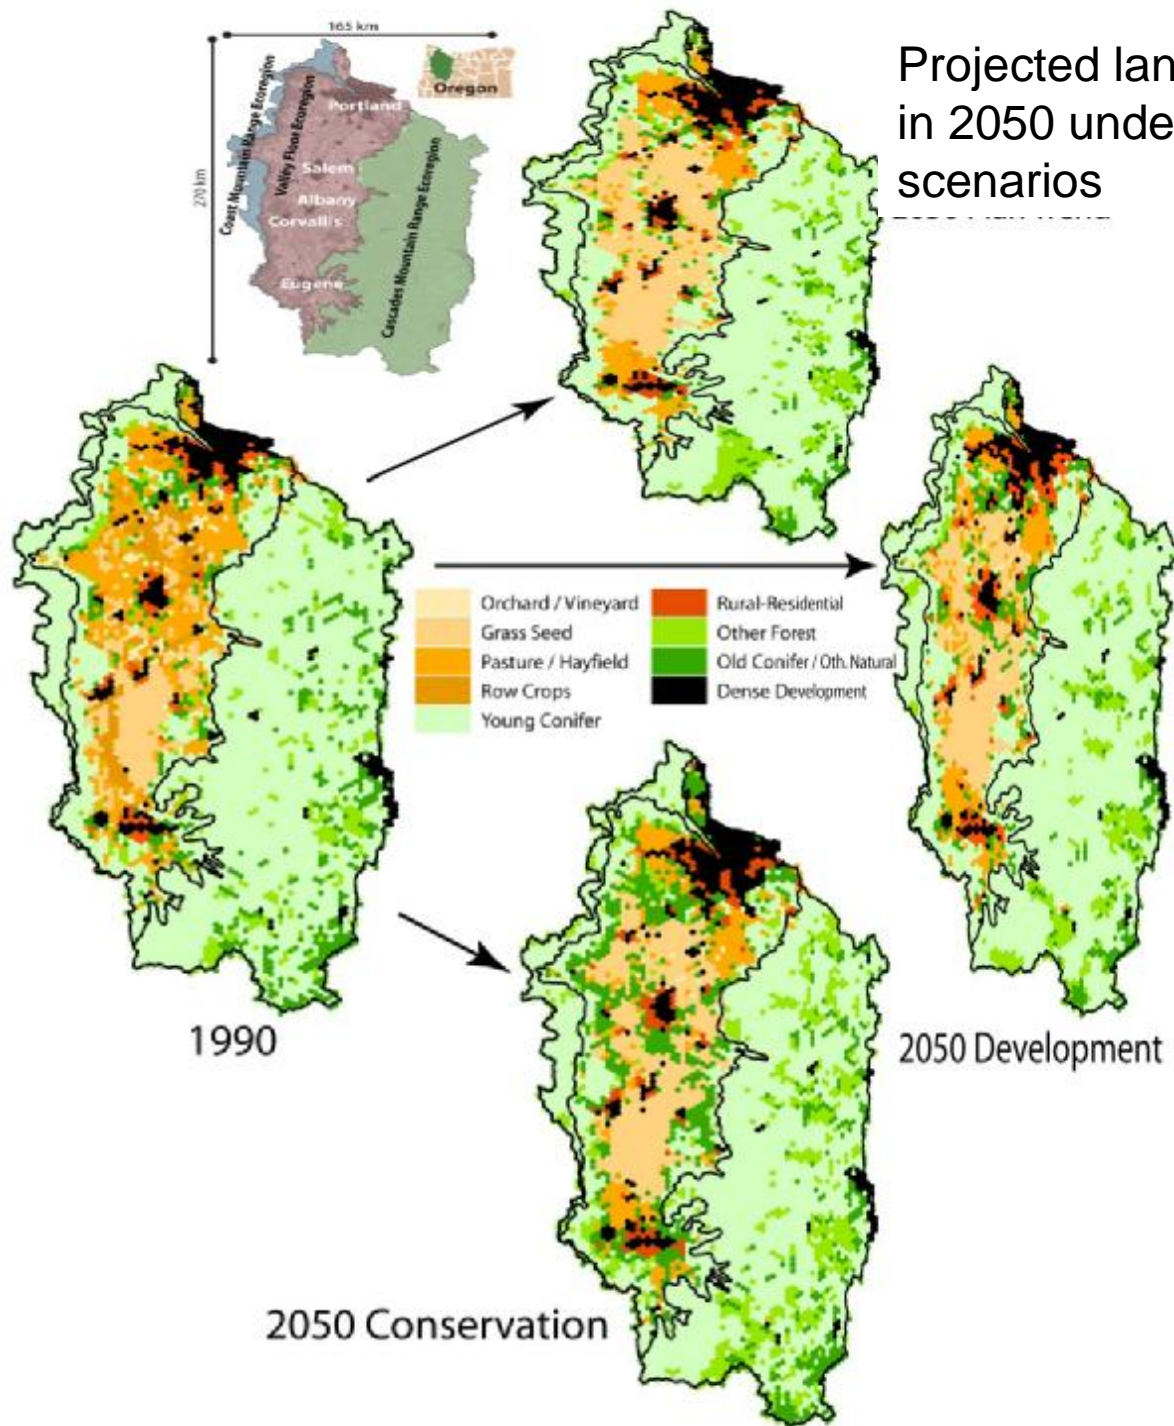 165 km
270 km
Oregon
Coast Mountain Range Ecoregion
Valley Floor Ecoregion
Cascades Mountain Range Ecoregion
Portland
Salem
Albany
Corvallis
Eugene
Projected lan
in 2050 unde
scenarios
Orchard / Vineyard
Grass Seed
Pasture / Hayfield
Row Crops
Young Conifer
Rural-Residential
Other Forest
Old Conifer / Oth. Natural
Dense Development
1990
2050 Development
2050 Conservation